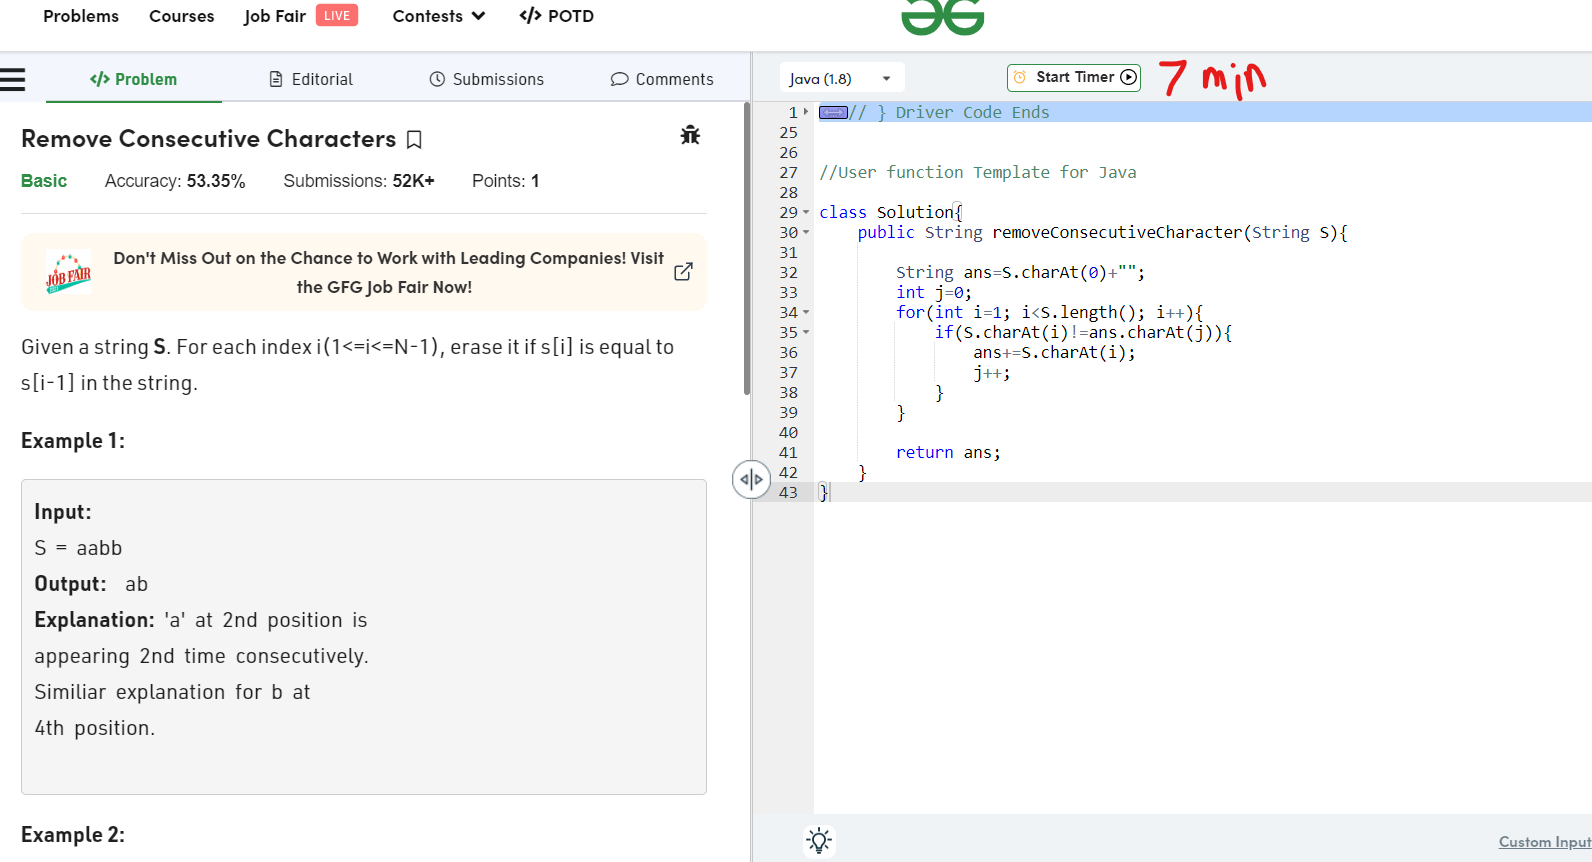 Problems Courses Job Fair LIVE Contests </> POTD
</> Problem Editorial Submissions Comments
Remove Consecutive Characters
Basic Accuracy: 53.35% Submissions: 52K+ Points: 1
JOB FAIR
Don't Miss Out on the Chance to Work with Leading Companies! Visit
the GFG Job Fair Now!
Given a string S. For each index i(1<=i<=N-1), erase it if s[i] is equal to
s[i-1] in the string.
Example 1:
Input:
S = aabb
Output: ab
Explanation: 'a' at 2nd position is
appearing 2nd time consecutively.
Similiar explanation for b at
4th position.
Example 2:
Java (1.8) Start Timer 7 min
1 // } Driver Code Ends
25
26
27 //User function Template for Java
28
29 class Solution{
30 public String removeConsecutiveCharacter(String S){
31
32 String ans=S.charAt(0)+"";
33 int j=0;
34 for(int i=1; i<S.length(); i++){
35 if(S.charAt(i)!=ans.charAt(j)){
36 ans+=S.charAt(i);
37 j++;
38 }
39 }
40
41 return ans;
42 }
43 }
Custom Input